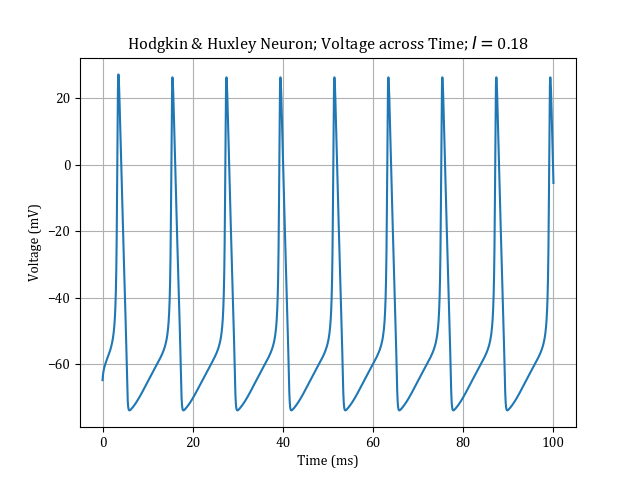 Hodgkin & Huxley Neuron; Voltage across Time; I = 0.18
20
0
−20
−40
−60
Voltage (mV)
0 20 40 60 80 100
Time (ms)